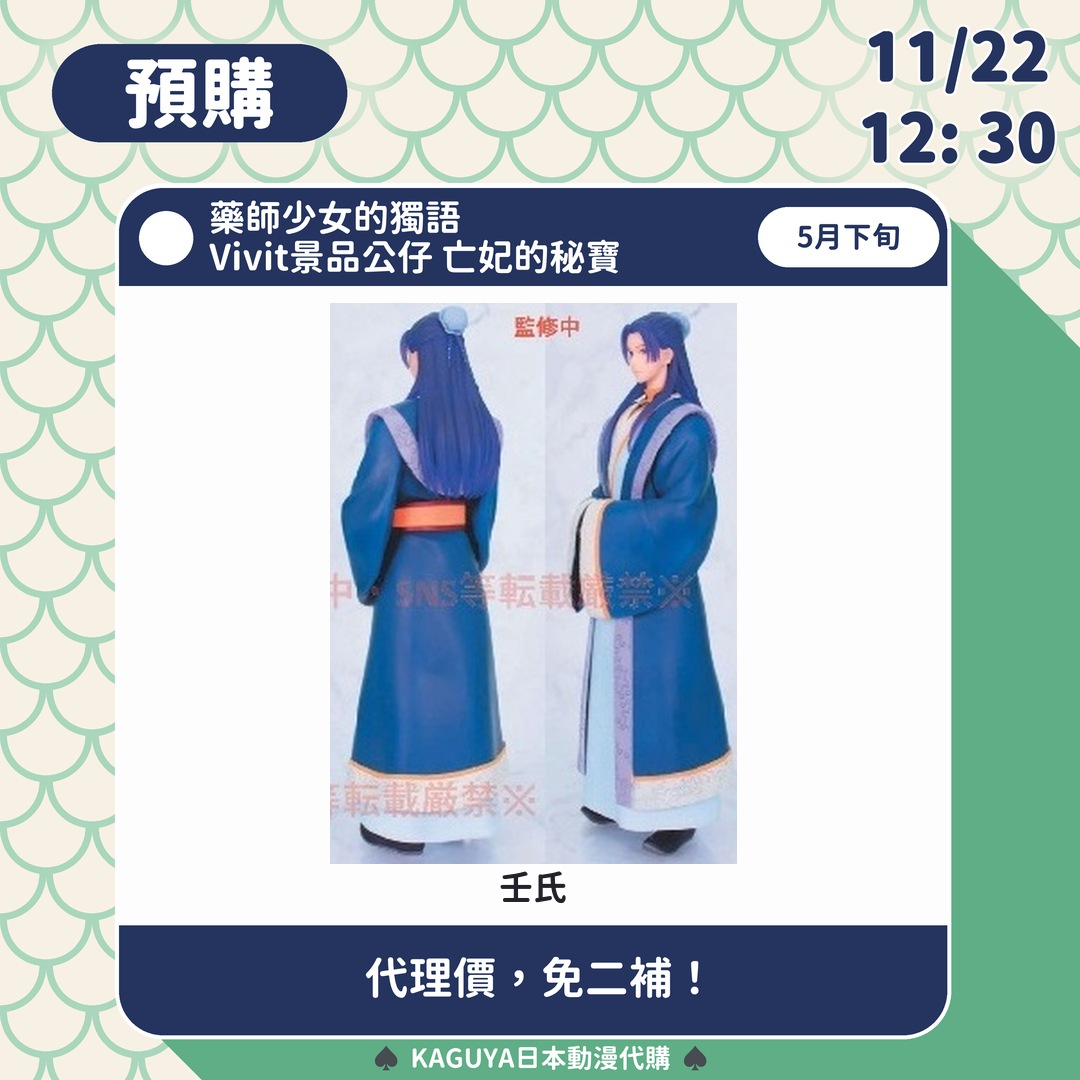 預購
11/22
12: 30
藥師少女的獨語
Vivit景品公仔 亡妃的秘寶
5月下旬
監修中
中・SNS等転載厳禁※
等転載厳禁※
壬氏
代理價，免二補！
♠ KAGUYA日本動漫代購 ♠